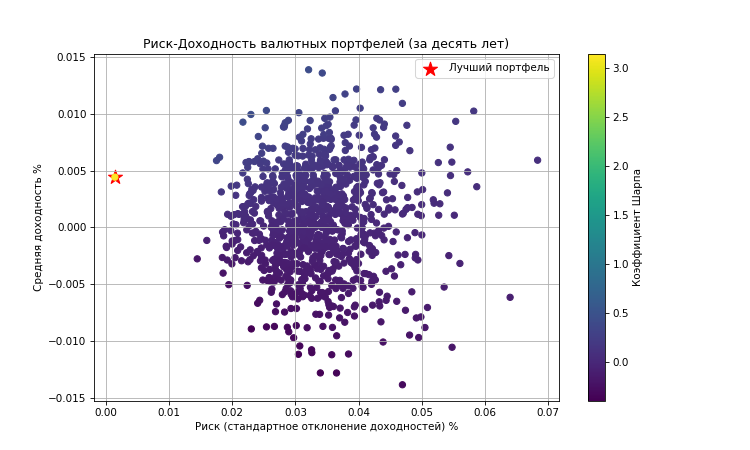 Риск-Доходность валютных портфелей (за десять лет)
Лучший портфель
0.015
0.010
0.005
0.000
−0.005
−0.010
−0.015
Средняя доходность %
0.00 0.01 0.02 0.03 0.04 0.05 0.06 0.07
Риск (стандартное отклонение доходностей) %
3.0
2.5
2.0
1.5
1.0
0.5
0.0
Коэффициент Шарпа